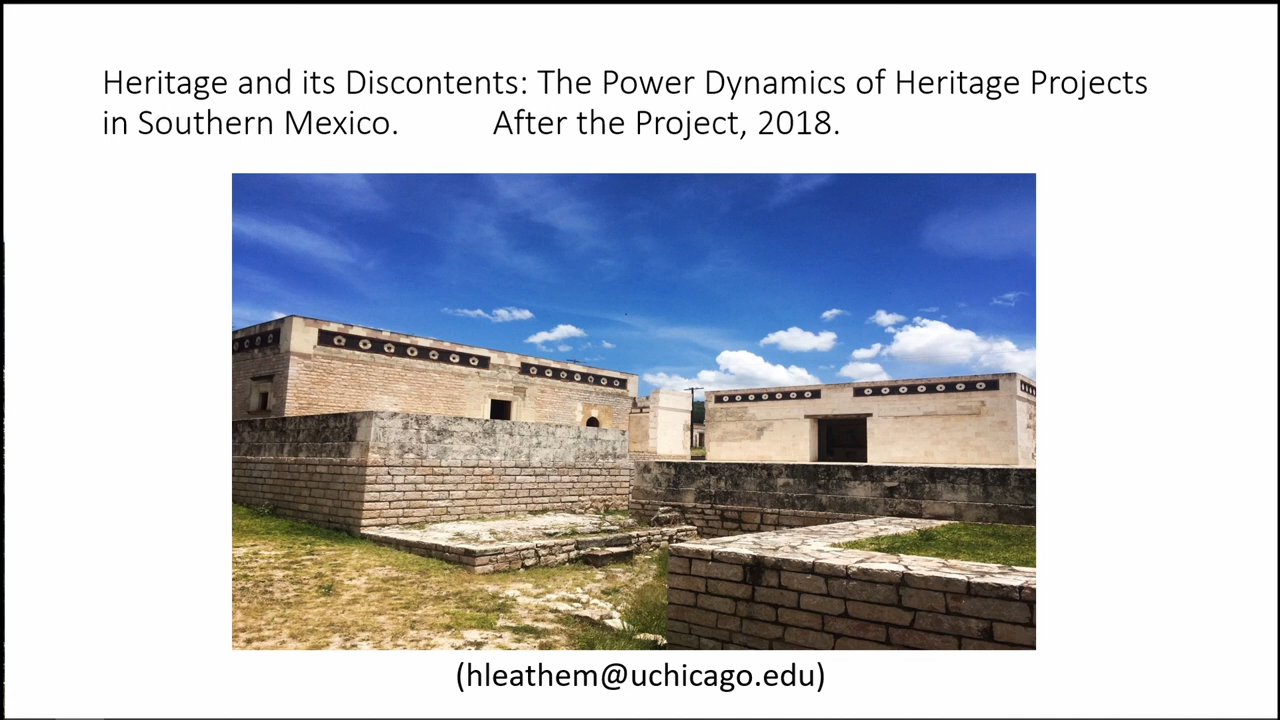 Heritage and its Discontents: The Power Dynamics of Heritage Projects
in Southern Mexico. After the Project, 2018.
(hleathem@uchicago.edu)